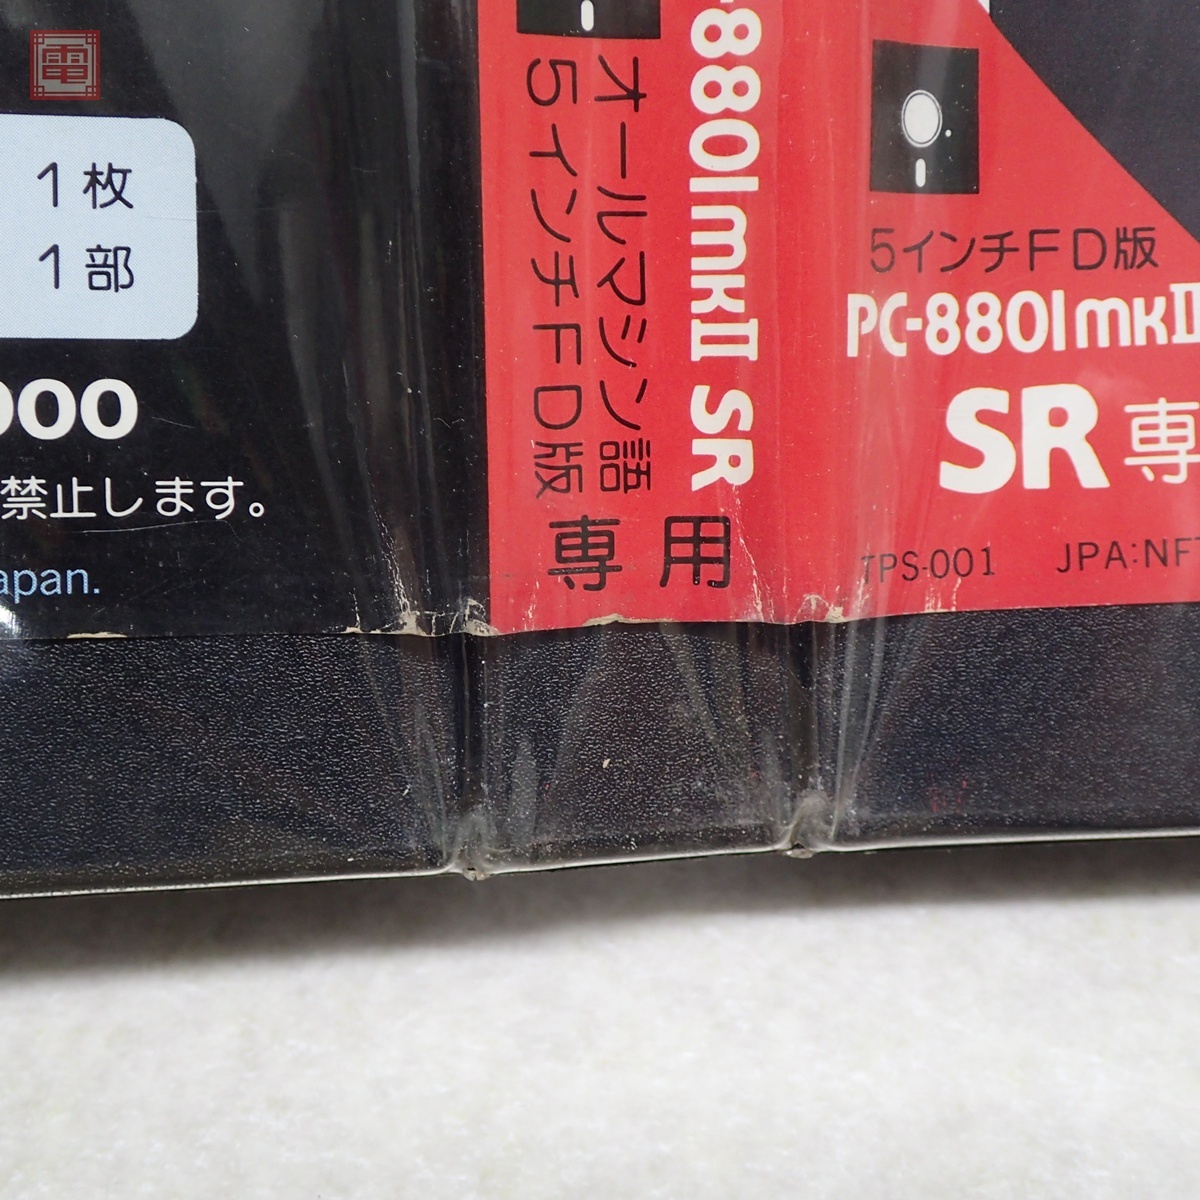 電
1枚
1部
000
禁止します。
apan.
-8801mkII SR
オールマシン語
5インチFD版
専用
5インチFD版
PC-8801mkII
SR専
TPS-001 JPA:NF